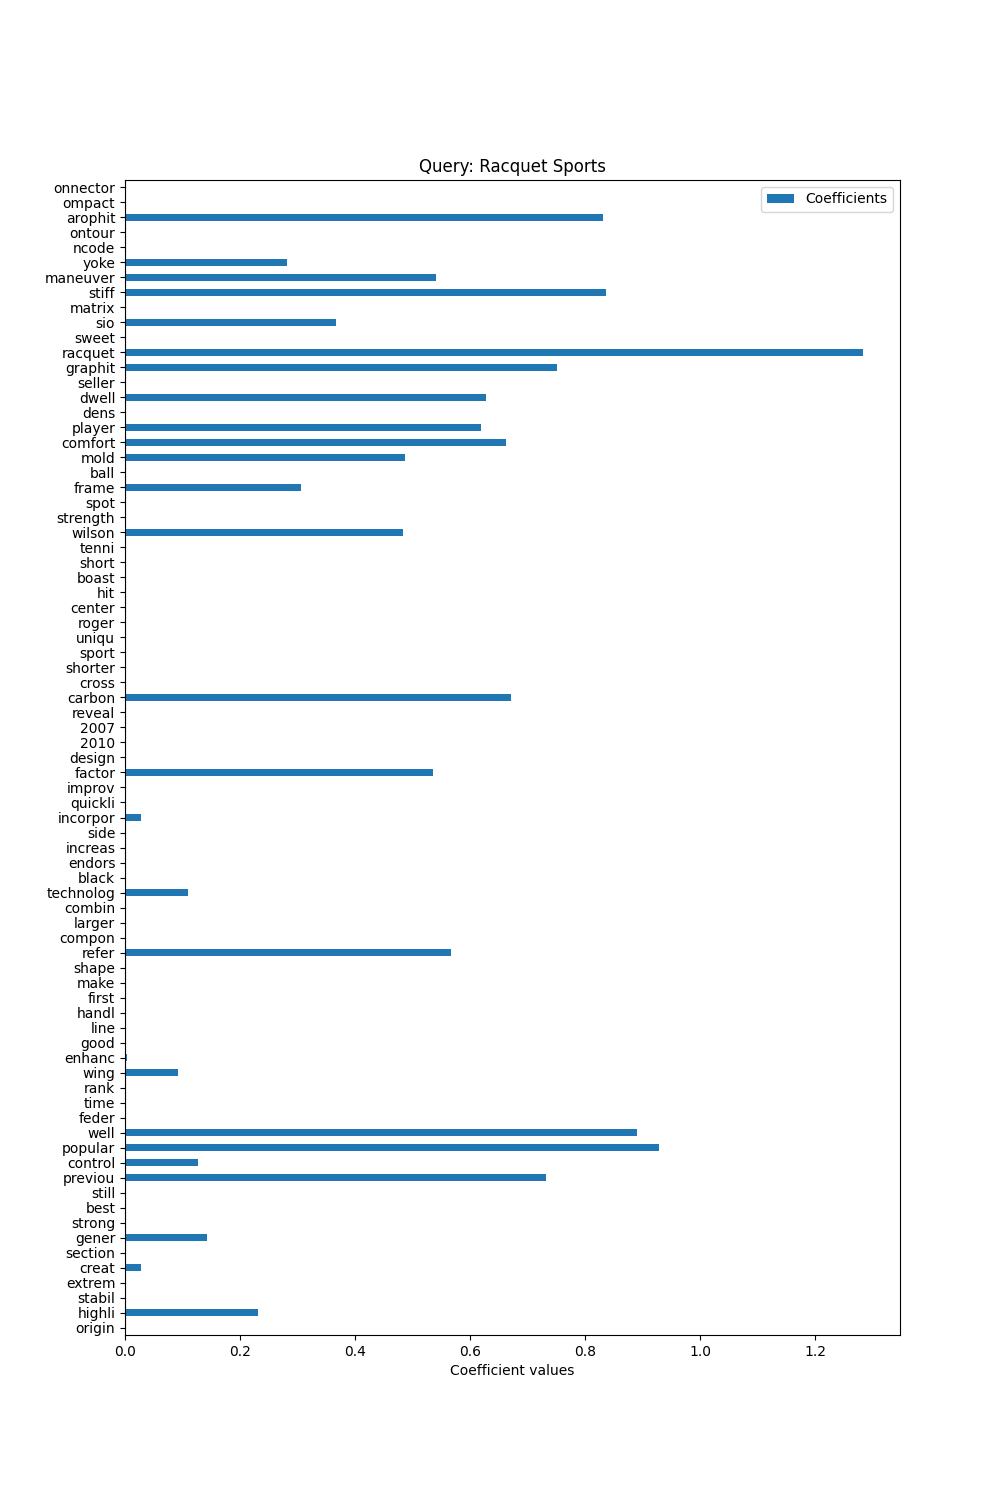 Query: Racquet Sports
Coefficients
onnector
ompact
arophit
ontour
ncode
yoke
maneuver
stiff
matrix
sio
sweet
racquet
graphit
seller
dwell
dens
player
comfort
mold
ball
frame
spot
strength
wilson
tenni
short
boast
hit
center
roger
uniqu
sport
shorter
cross
carbon
reveal
2007
2010
design
factor
improv
quickli
incorpor
side
increas
endors
black
technolog
combin
larger
compon
refer
shape
make
first
handl
line
good
enhanc
wing
rank
time
feder
well
popular
control
previou
still
best
strong
gener
section
creat
extrem
stabil
highli
origin
0.0 0.2 0.4 0.6 0.8 1.0 1.2
Coefficient values